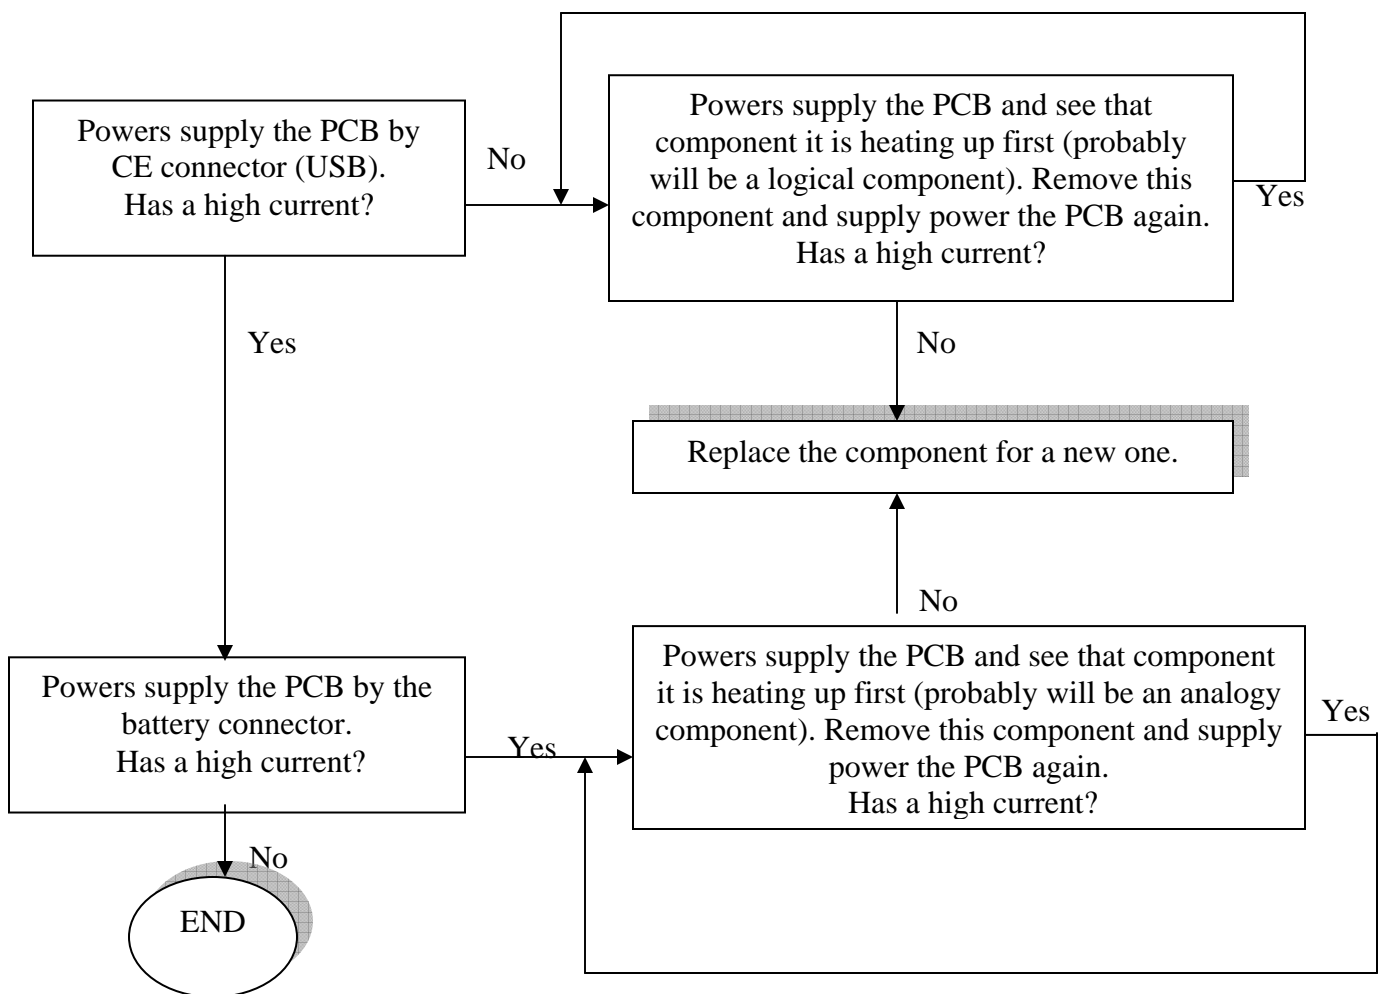 Powers supply the PCB by
CE connector (USB).
Has a high current?
No
Powers supply the PCB and see that
component it is heating up first (probably
will be a logical component). Remove this
component and supply power the PCB again.
Has a high current?
Yes
Yes
No
Replace the component for a new one.
No
Powers supply the PCB by the
battery connector.
Has a high current?
Yes
Powers supply the PCB and see that component
it is heating up first (probably will be an analogy
component). Remove this component and supply
power the PCB again.
Has a high current?
Yes
No
END